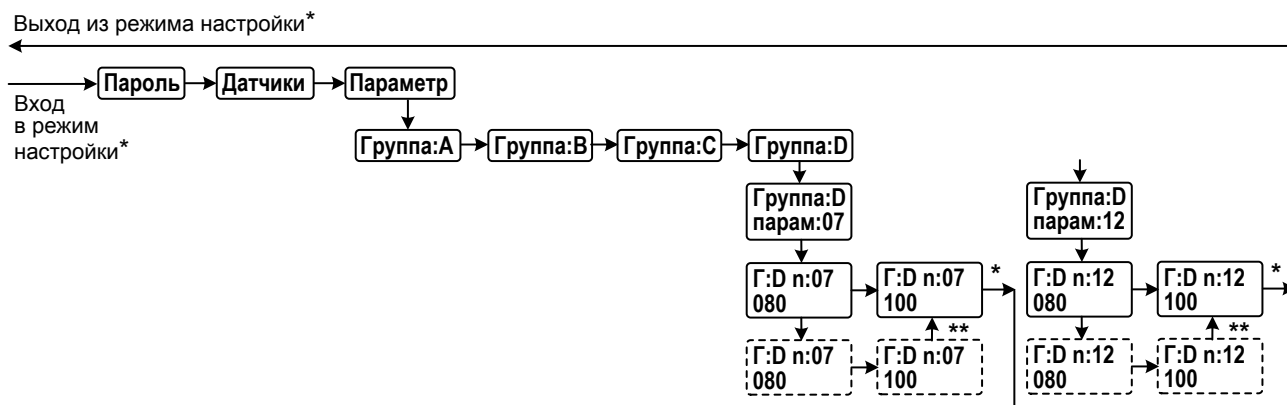 Выход из режима настройки*
Пароль
Датчики
Параметр
Вход
в режим
настройки*
Группа:A
Группа:B
Группа:C
Группа:D
Группа:D
парам:07
Группа:D
парам:12
Г:D n:07
080
Г:D n:07
100
*
Г:D n:12
080
Г:D n:12
100
*
**
**
Г:D n:07
080
Г:D n:07
100
Г:D n:12
080
Г:D n:12
100